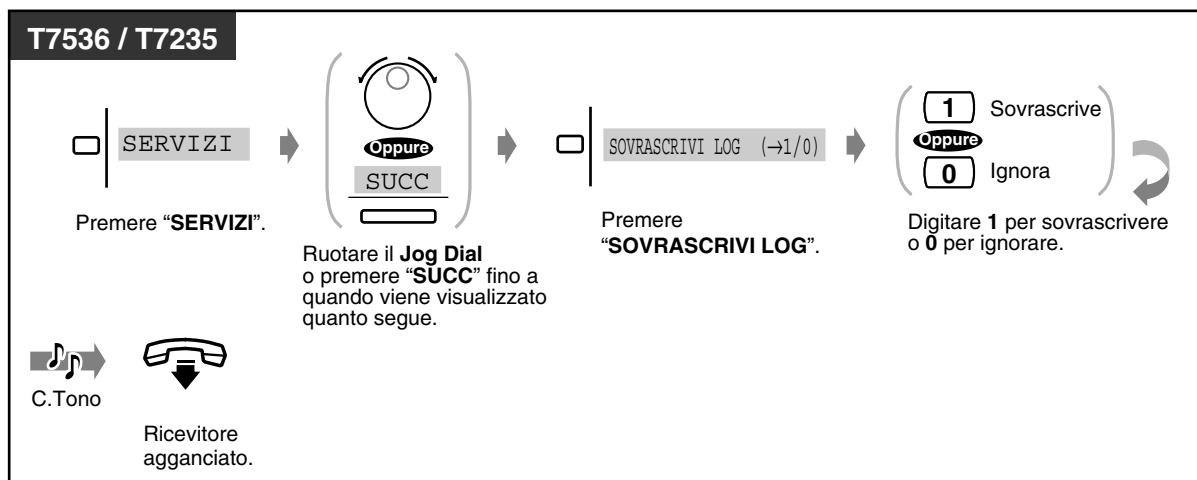 T7536 / T7235
SERVIZI
Premere “SERVIZI”.
Oppure
SUCC
Ruotare il Jog Dial
o premere “SUCC” fino a
quando viene visualizzato
quanto segue.
SOVRASCRIVI LOG (→1/0)
Premere
“SOVRASCRIVI LOG”.
1 Sovrascrive
Oppure
0 Ignora
Digitare 1 per sovrascrivere
o 0 per ignorare.
C.Tono
Ricevitore
agganciato.